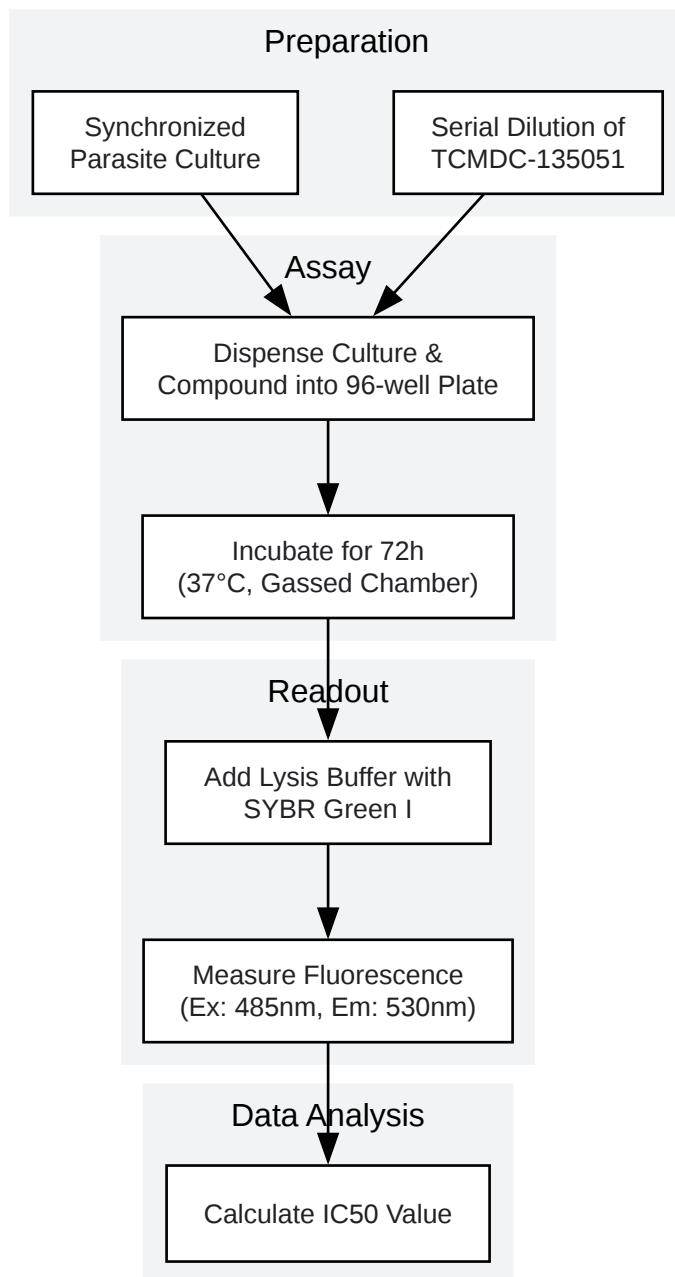 Preparation
Synchronized
Parasite Culture
Serial Dilution of
TCMDC-135051
Assay
Dispense Culture &
Compound into 96-well Plate
Incubate for 72h
(37°C, Gassed Chamber)
Readout
Add Lysis Buffer with
SYBR Green I
Measure Fluorescence
(Ex: 485nm, Em: 530nm)
Data Analysis
Calculate IC50 Value